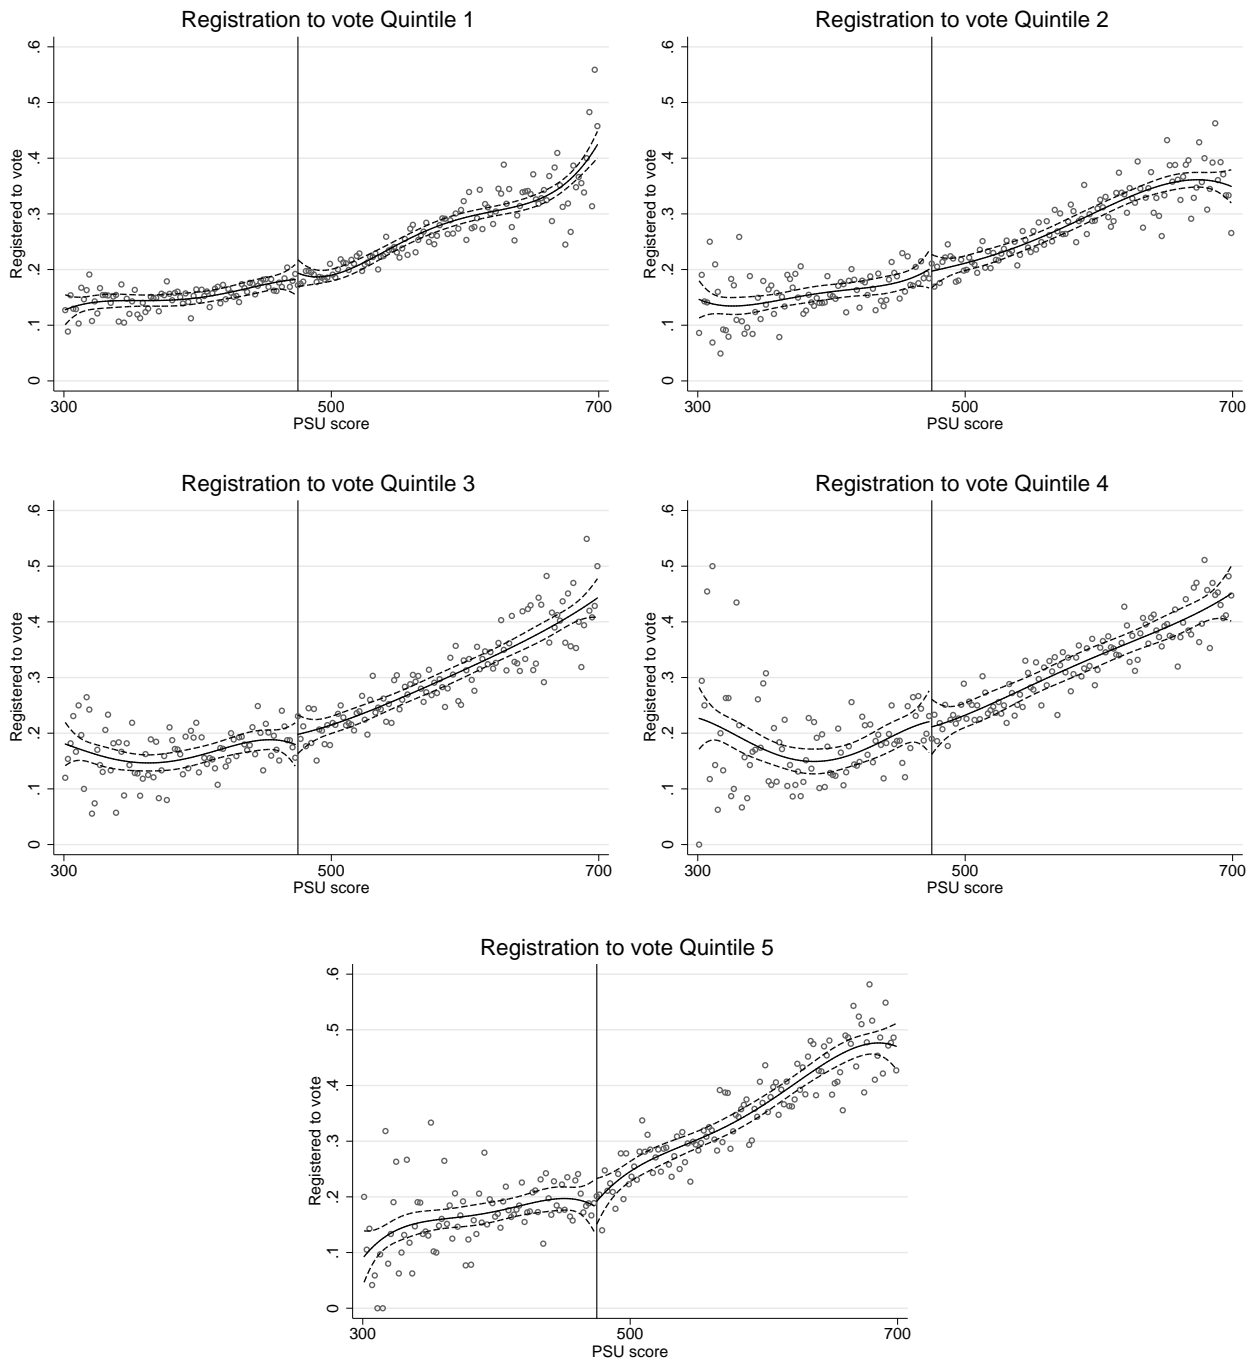 Registration to vote Quintile 1
Registered to vote
0 .1 .2 .3 .4 .5 .6
300 500 700
PSU score
Registration to vote Quintile 2
Registered to vote
0 .1 .2 .3 .4 .5 .6
300 500 700
PSU score
Registration to vote Quintile 3
Registered to vote
0 .1 .2 .3 .4 .5 .6
300 500 700
PSU score
Registration to vote Quintile 4
Registered to vote
0 .1 .2 .3 .4 .5 .6
300 500 700
PSU score
Registration to vote Quintile 5
Registered to vote
0 .1 .2 .3 .4 .5 .6
300 500 700
PSU score